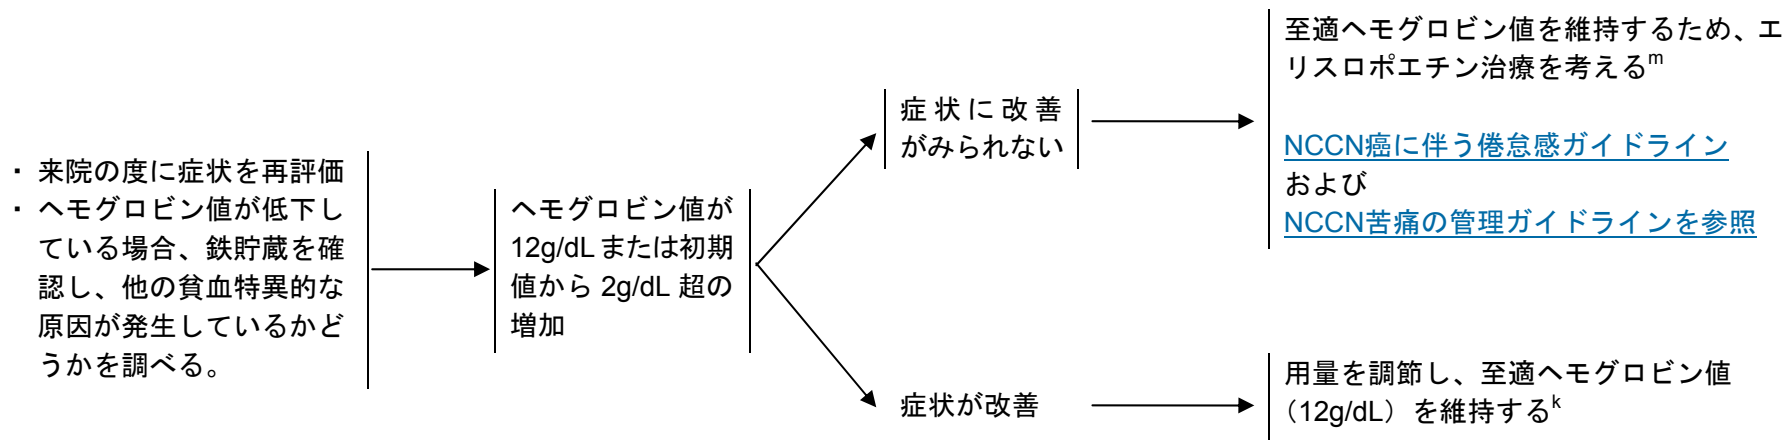 ・ 来院の度に症状を再評価
・ ヘモグロビン値が低下し
ている場合、鉄貯蔵を確
認し、他の貧血特異的な
原因が発生しているかど
うかを調べる。
ヘモグロビン値が
12g/dL または初期
値から 2g/dL 超の
増加
症状に改善
がみられない
至適ヘモグロビン値を維持するため、エ
リスロポエチン治療を考えるm
NCCN癌に伴う倦怠感ガイドライン
および
NCCN苦痛の管理ガイドラインを参照
症状が改善
用量を調節し、至適ヘモグロビン値
（12g/dL）を維持するk